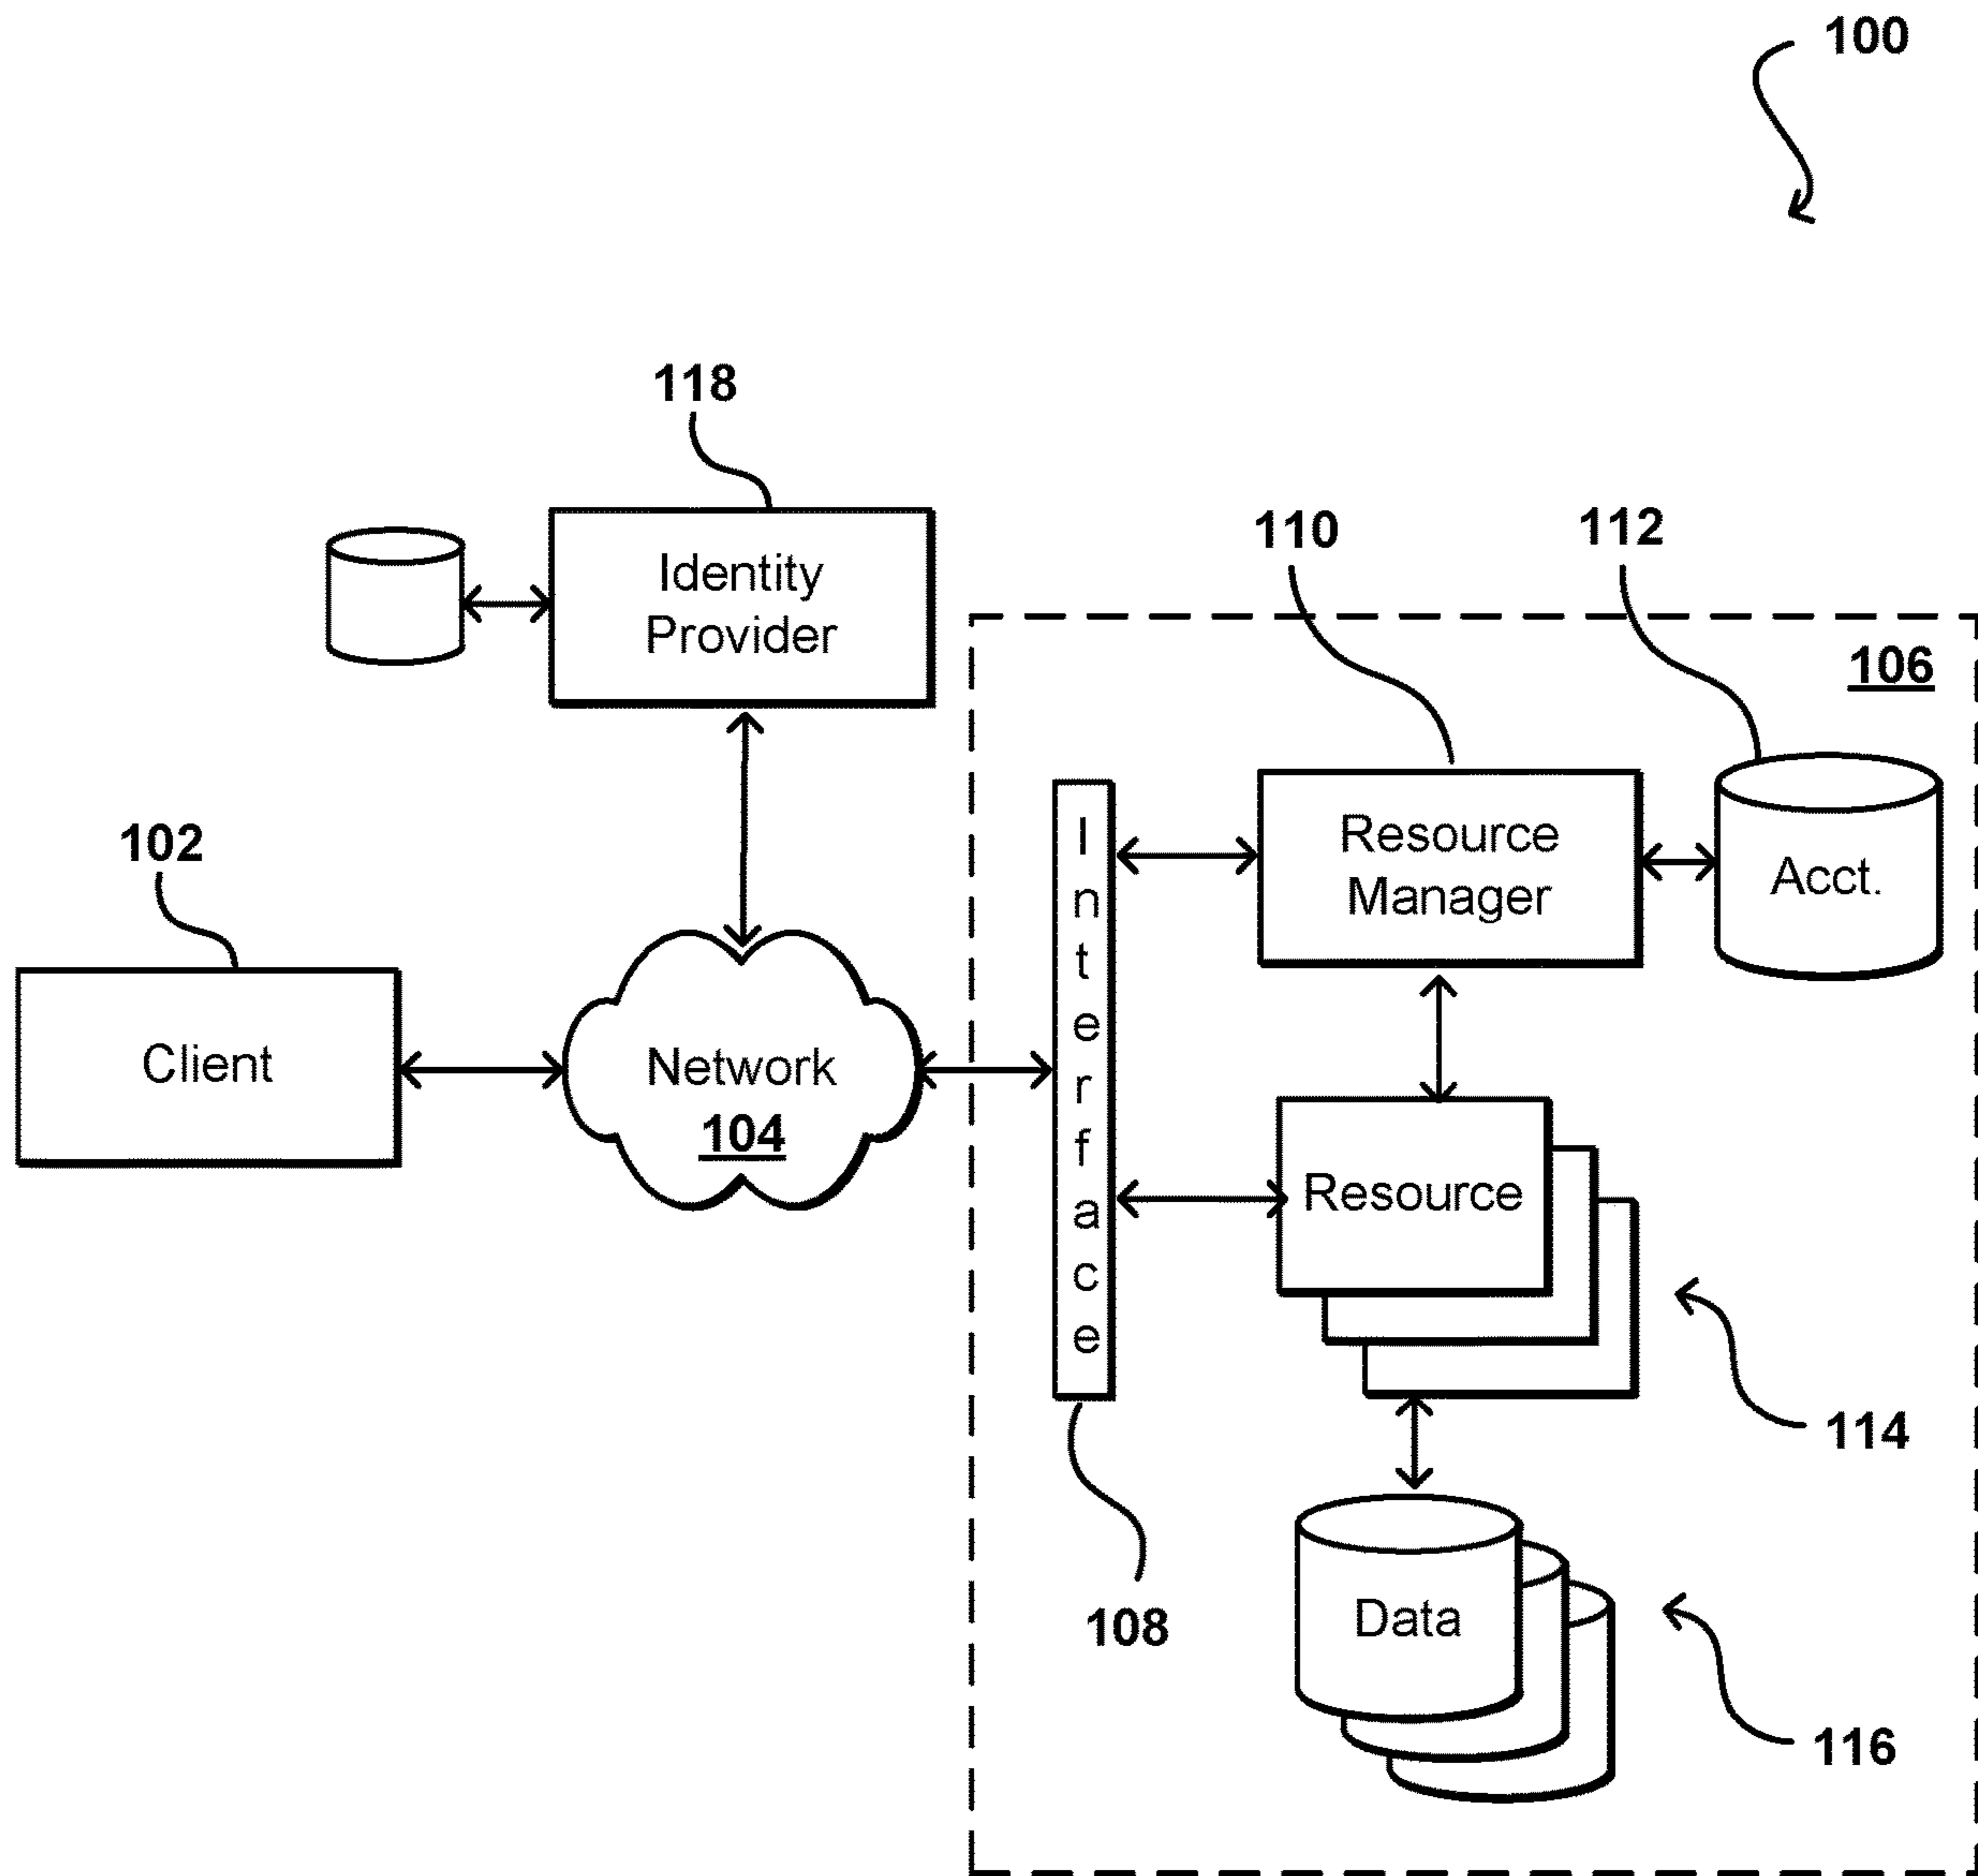 100
118
Identity
Provider
110
112
106
102
Client
Network
104
Interface
Resource
Manager
Acct.
Resource
114
108
Data
116